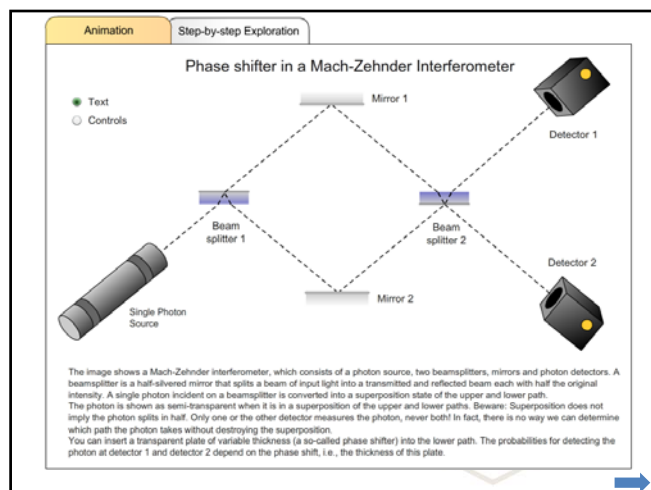 Animation
Step-by-step Exploration
Phase shifter in a Mach-Zehnder Interferometer
Text
Controls
Mirror 1
Detector 1
Beam
splitter 1
Beam
splitter 2
Detector 2
Mirror 2
Single Photon
Source
The image shows a Mach-Zehnder interferometer, which consists of a photon source, two beamsplitters, mirrors and photon detectors. A
beamsplitter is a half-silvered mirror that splits a beam of input light into a transmitted and reflected beam each with half the original
intensity. A single photon incident on a beamsplitter is converted into a superposition state of the upper and lower path.
The photon is shown as semi-transparent when it is in a superposition of the upper and lower paths. Beware: Superposition does not
imply the photon splits in half. Only one or the other detector measures the photon, never both! In fact, there is no way we can determine
which path the photon takes without destroying the superposition.
You can insert a transparent plate of variable thickness (a so-called phase shifter) into the lower path. The probabilities for detecting the
photon at detector 1 and detector 2 depend on the phase shift, i.e., the thickness of this plate.